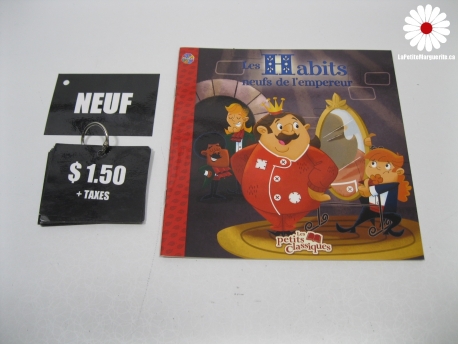 NEUF
$ 1.50
+ TAXES
Les Habits
neufs de l'empereur
Les
petits
Classiques
LaPetiteMarguerite.ca